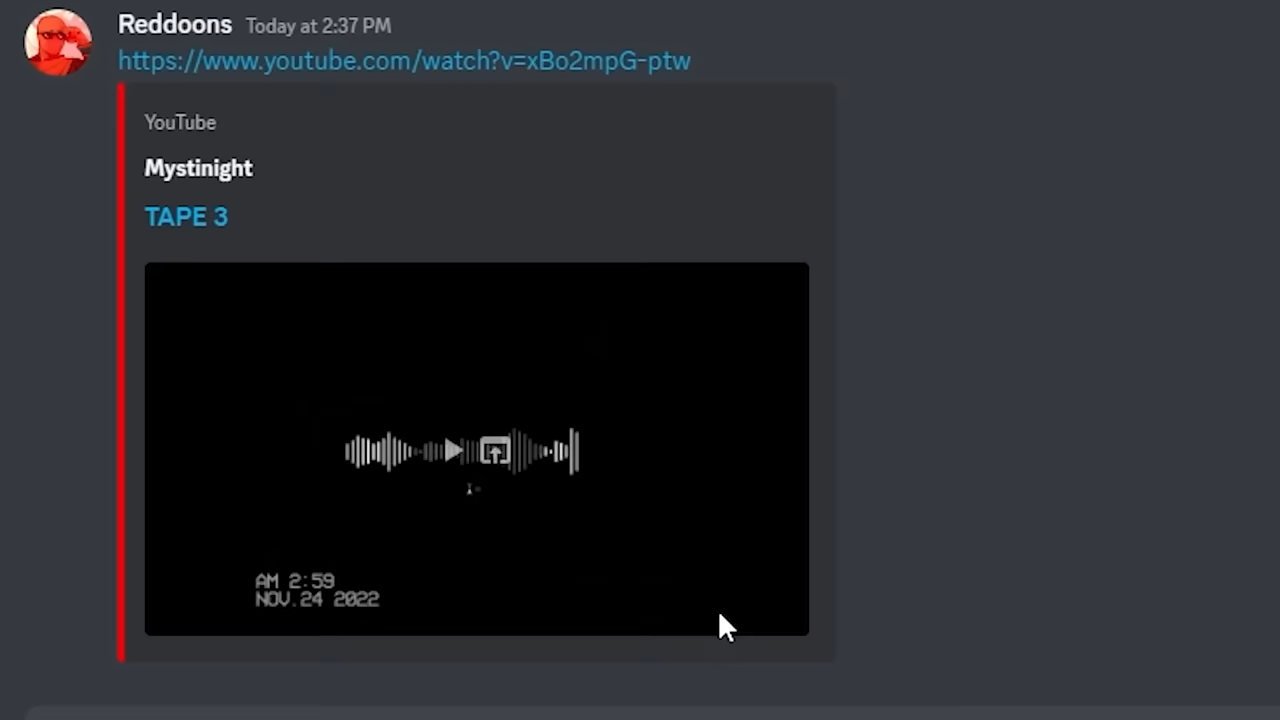 Reddoons Today at 2:37 PM
https://www.youtube.com/watch?v=xBo2mpG-ptw
YouTube
Mystinight
TAPE 3
AM 2:59
NOV.24 2022